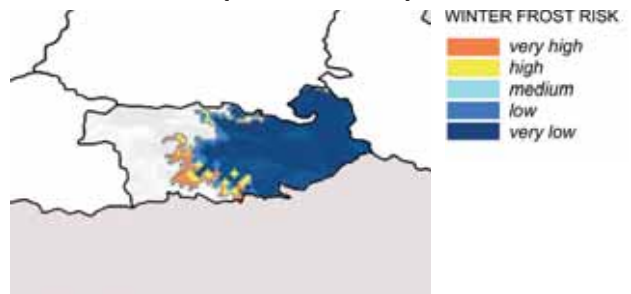 WINTER FROST RISK
very high
high
medium
low
very low